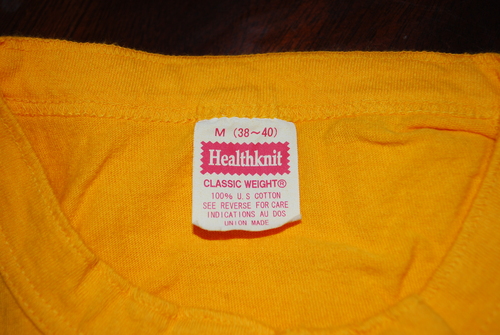 M (38~40)
Healthknit
CLASSIC WEIGHT®
100% U.S COTTON
SEE REVERSE FOR CARE
INDICATIONS AU DOS
UNION MADE